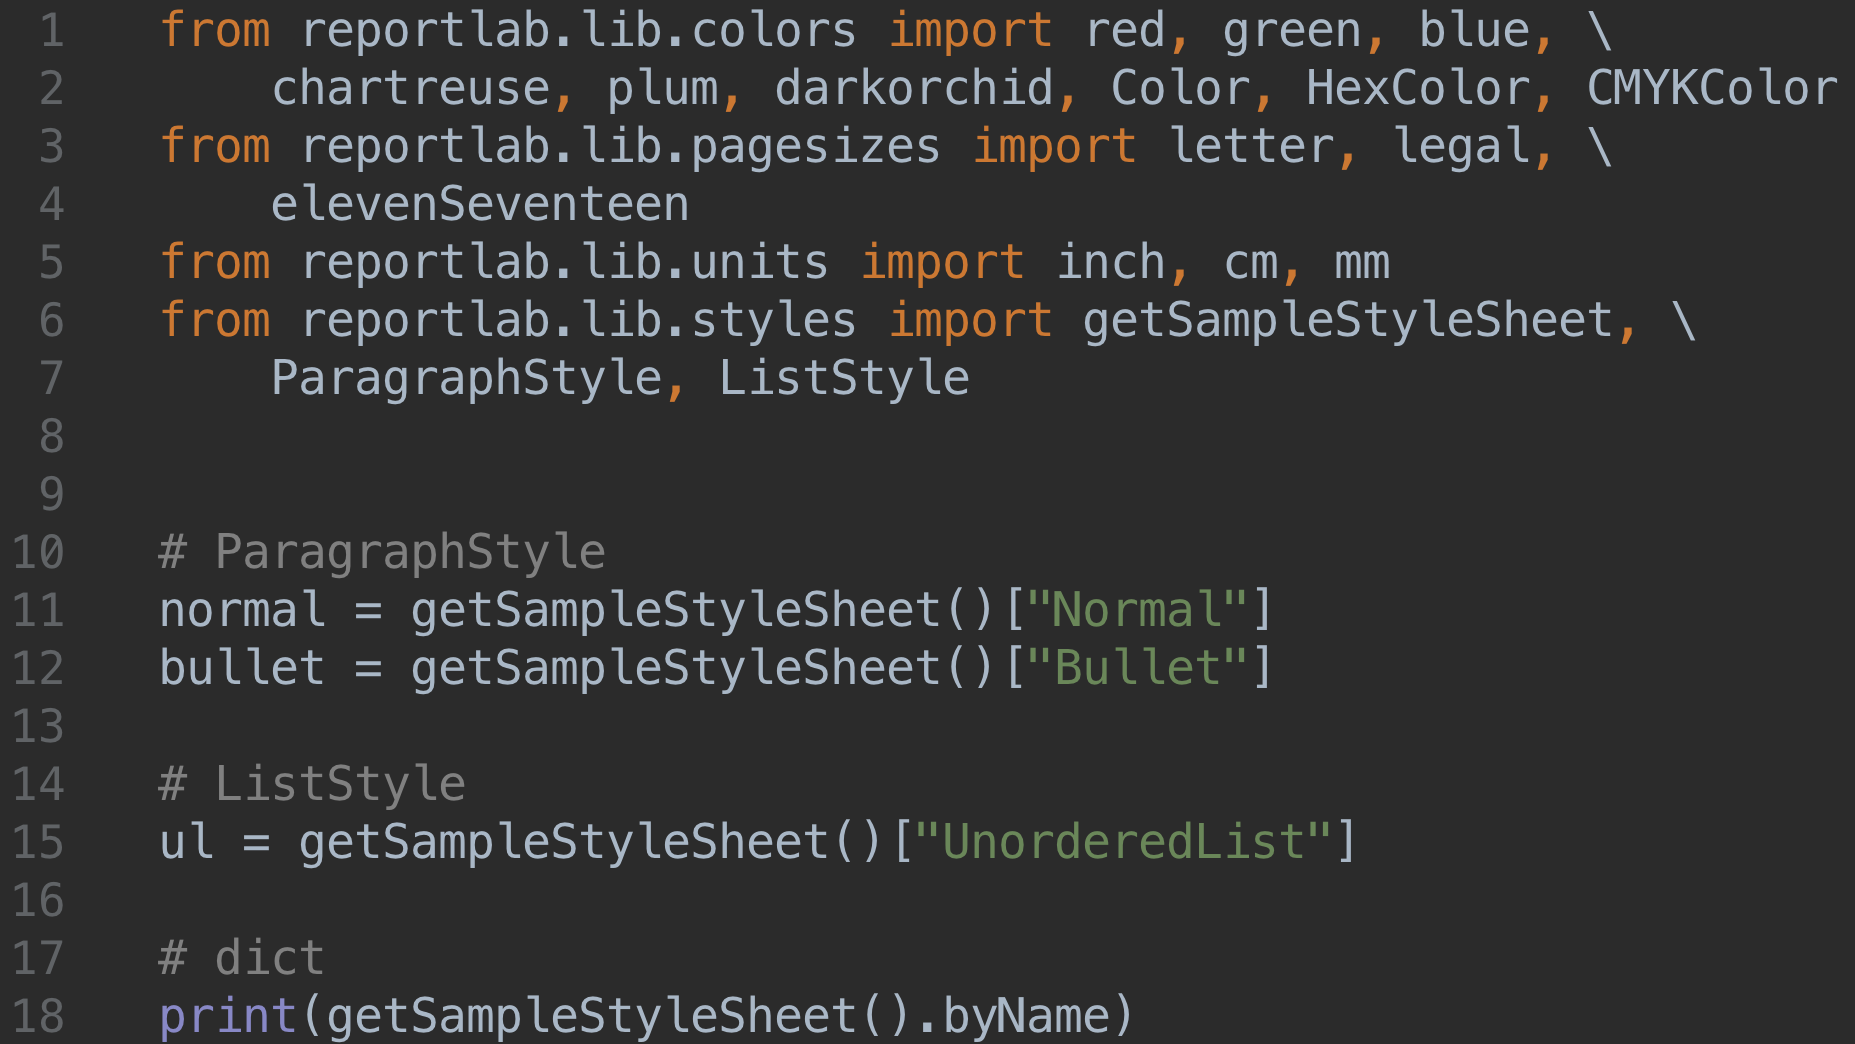 1 from reportlab.lib.colors import red, green, blue, \
2 chartreuse, plum, darkorchid, Color, HexColor, CMYKColor
3 from reportlab.lib.pagesizes import letter, legal, \
4 elevenSeventeen
5 from reportlab.lib.units import inch, cm, mm
6 from reportlab.lib.styles import getSampleStyleSheet, \
7 ParagraphStyle, ListStyle
8
9
10 # ParagraphStyle
11 normal = getSampleStyleSheet()["Normal"]
12 bullet = getSampleStyleSheet()["Bullet"]
13
14 # ListStyle
15 ul = getSampleStyleSheet()["UnorderedList"]
16
17 # dict
18 print(getSampleStyleSheet().byName)